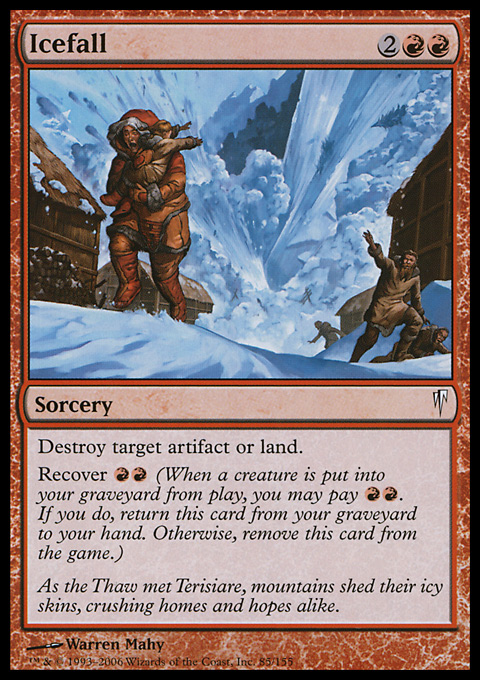 Icefall 2
Sorcery
Destroy target artifact or land.
Recover (When a creature is put into
your graveyard from play, you may pay .
If you do, return this card from your graveyard
to your hand. Otherwise, remove this card from
the game.)
As the Thaw met Terisiare, mountains shed their icy
skins, crushing homes and hopes alike.
Warren Mahy
™ & © 1993–2006 Wizards of the Coast, Inc. 85/155